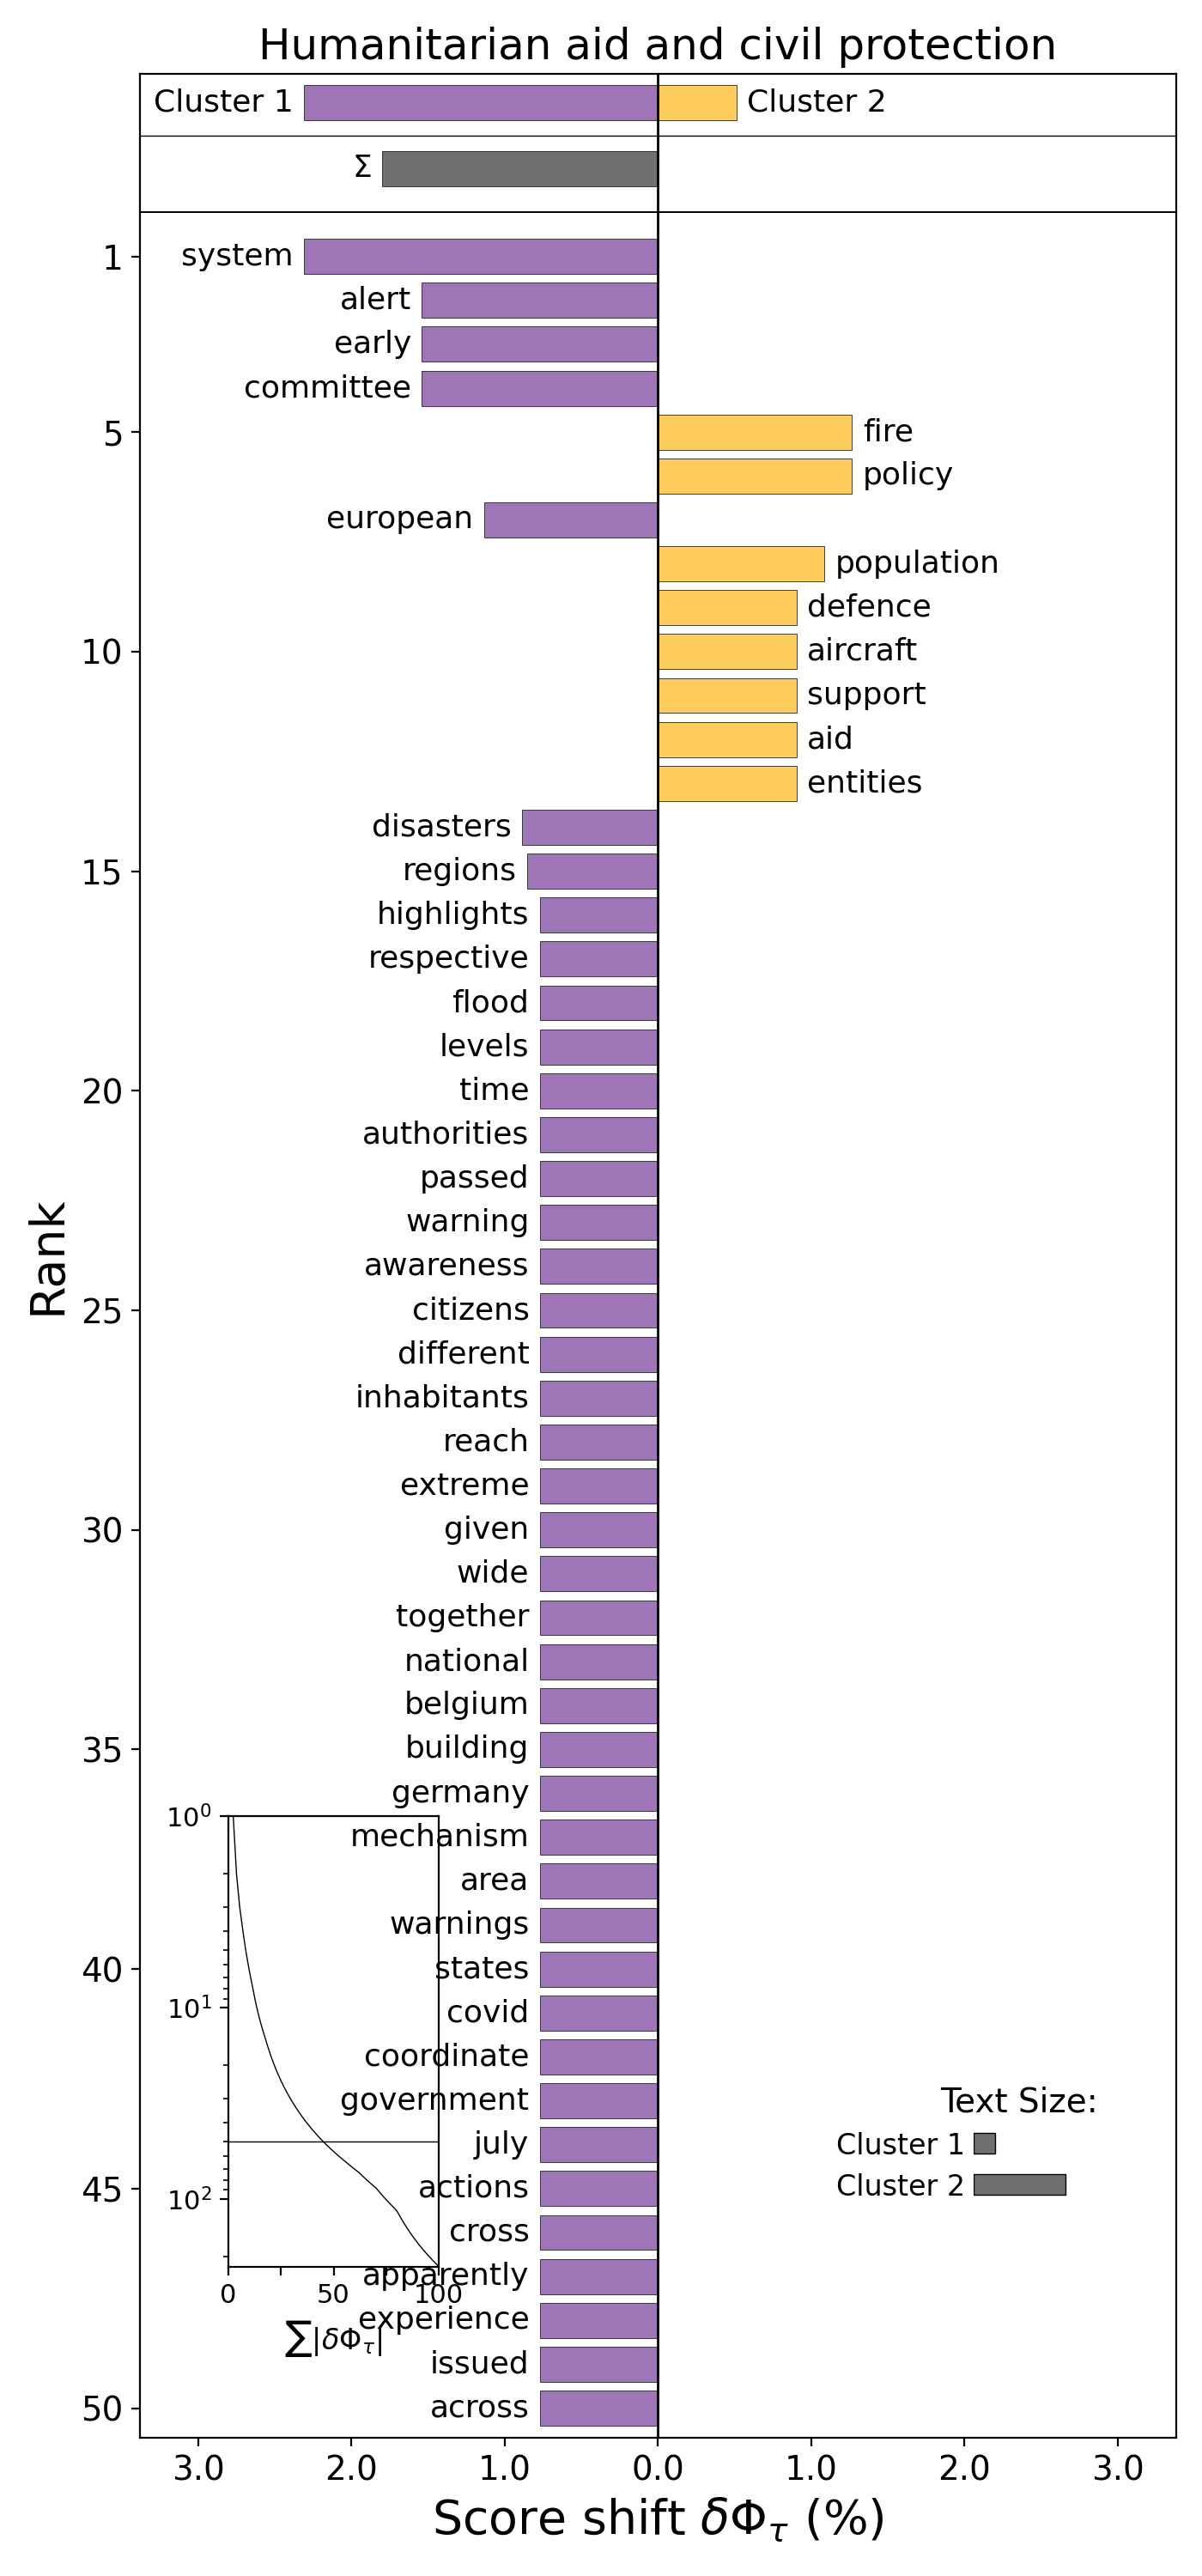 Humanitarian aid and civil protection
Cluster 1
Cluster 2
Σ
1
system
alert
early
committee
5
fire
policy
european
population
defence
10
aircraft
support
aid
entities
disasters
15
regions
highlights
respective
flood
levels
20
time
authorities
passed
warning
awareness
25
citizens
different
inhabitants
reach
extreme
30
given
wide
together
national
belgium
35
building
germany
10⁰
mechanism
area
warnings
40
states
10¹
covid
coordinate
government
Text Size:
july
Cluster 1
45
actions
Cluster 2
10²
cross
apparently
0 50 100
experience
∑|δΦ_τ|
issued
50
across
3.0 2.0 1.0 0.0 1.0 2.0 3.0
Score shift δΦ_τ (%)
Rank